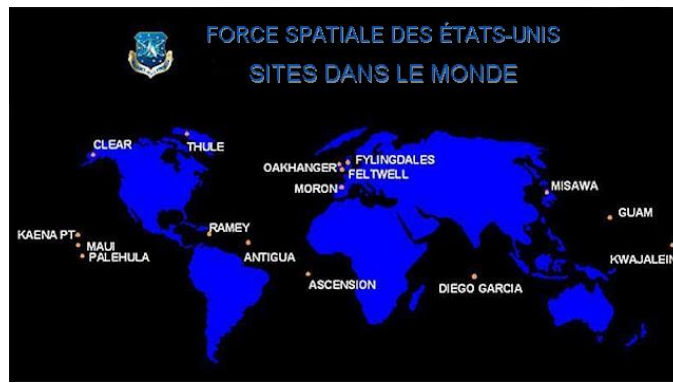 FORCE SPATIALE DES ÉTATS-UNIS
SITES DANS LE MONDE
CLEAR
THULE
OAKHANGER
FYLINGDALES
FELTWELL
MORON
MISAWA
GUAM
KAENA PT
MAUI
PALEHULA
RAMEY
ANTIGUA
KWAJALEIN
ASCENSION
DIEGO GARCIA